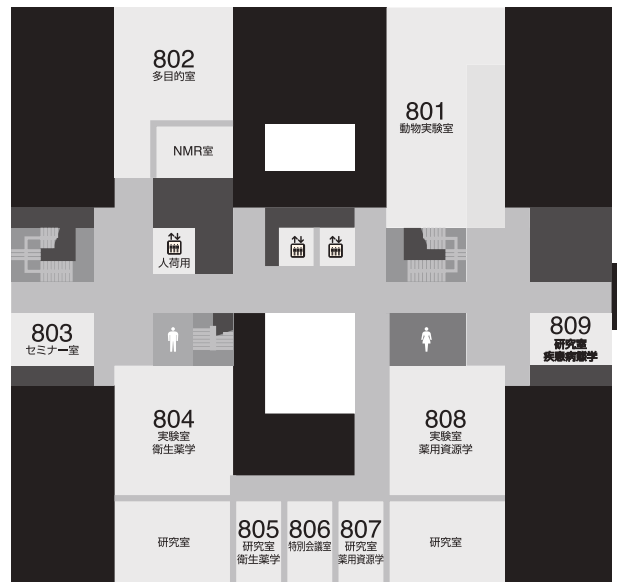 802
多目的室
801
動物実験室
NMR室
人荷用
803
セミナー室
809
研究室
疾患病態学
804
実験室
衛生薬学
808
実験室
薬用資源学
研究室
805
研究室
衛生薬学
806
特別会議室
807
研究室
薬用資源学
研究室